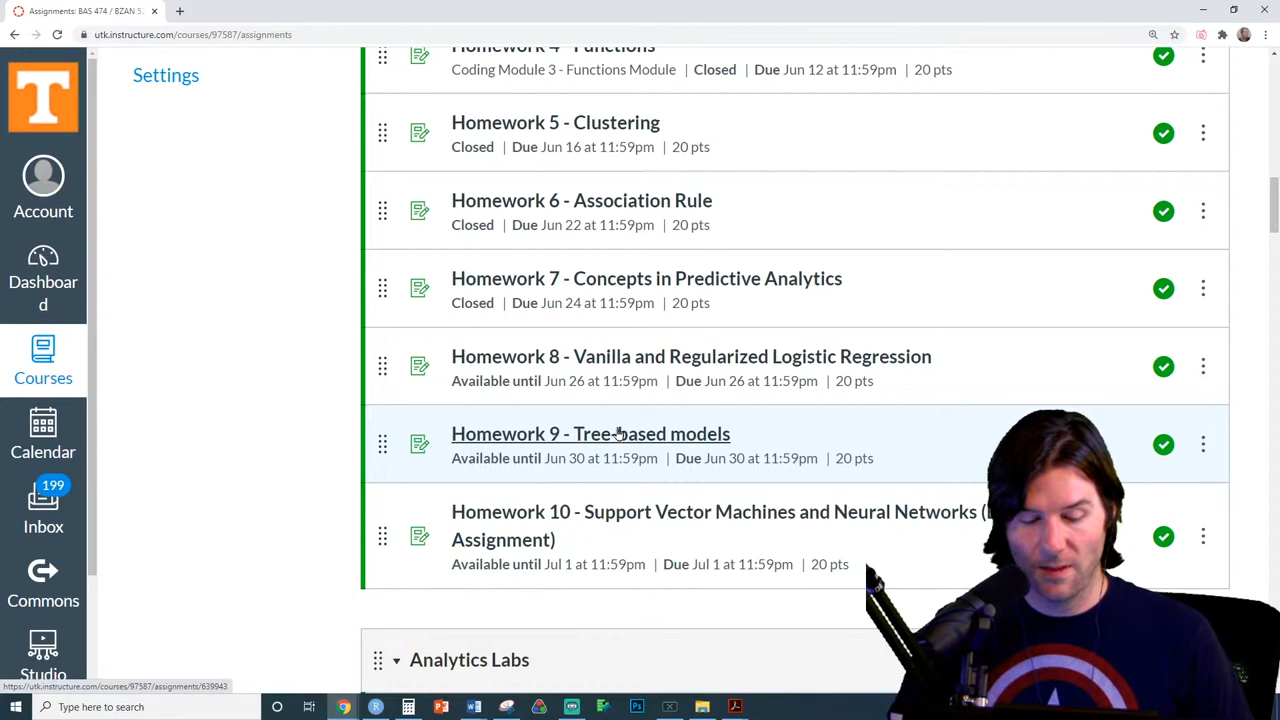 Assignments: BAS 474 / BZAN 52
utk.instructure.com/courses/97587/assignments
Settings
Homework 4 - Functions
Coding Module 3 - Functions Module | Closed | Due Jun 12 at 11:59pm | 20 pts
Homework 5 - Clustering
Closed | Due Jun 16 at 11:59pm | 20 pts
Homework 6 - Association Rule
Closed | Due Jun 22 at 11:59pm | 20 pts
Homework 7 - Concepts in Predictive Analytics
Closed | Due Jun 24 at 11:59pm | 20 pts
Homework 8 - Vanilla and Regularized Logistic Regression
Available until Jun 26 at 11:59pm | Due Jun 26 at 11:59pm | 20 pts
Homework 9 - Tree-based models
Available until Jun 30 at 11:59pm | Due Jun 30 at 11:59pm | 20 pts
Homework 10 - Support Vector Machines and Neural Networks (
Assignment)
Available until Jul 1 at 11:59pm | Due Jul 1 at 11:59pm | 20 pts
Analytics Labs
T
Account
Dashboar
d
Courses
Calendar
199
Inbox
Commons
Studio
https://utk.instructure.com/courses/97587/assignments/639943
Type here to search